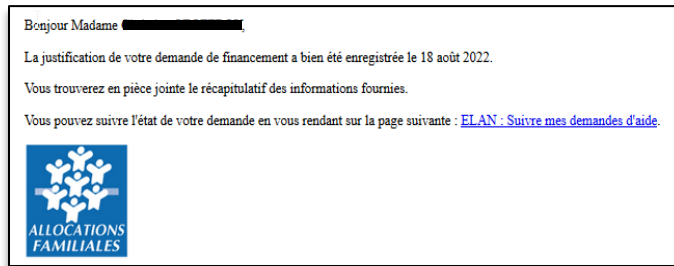 Bonjour Madame
La justification de votre demande de financement a bien été enregistrée le 18 août 2022.
Vous trouverez en pièce jointe le récapitulatif des informations fournies.
Vous pouvez suivre l'état de votre demande en vous rendant sur la page suivante : ELAN : Suivre mes demandes d'aide.
ALLOCATIONS
FAMILIALES